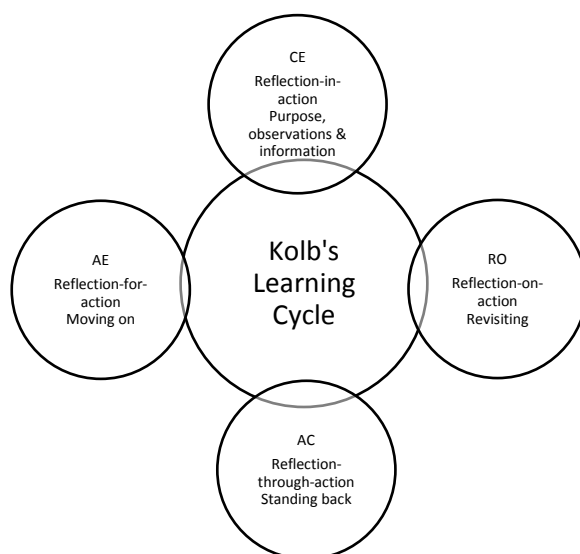 CE
Reflection-in-
action
Purpose,
observations &
information
Kolb's
Learning
Cycle
RO
Reflection-on-
action
Revisiting
AC
Reflection-
through-action
Standing back
AE
Reflection-for-
action
Moving on